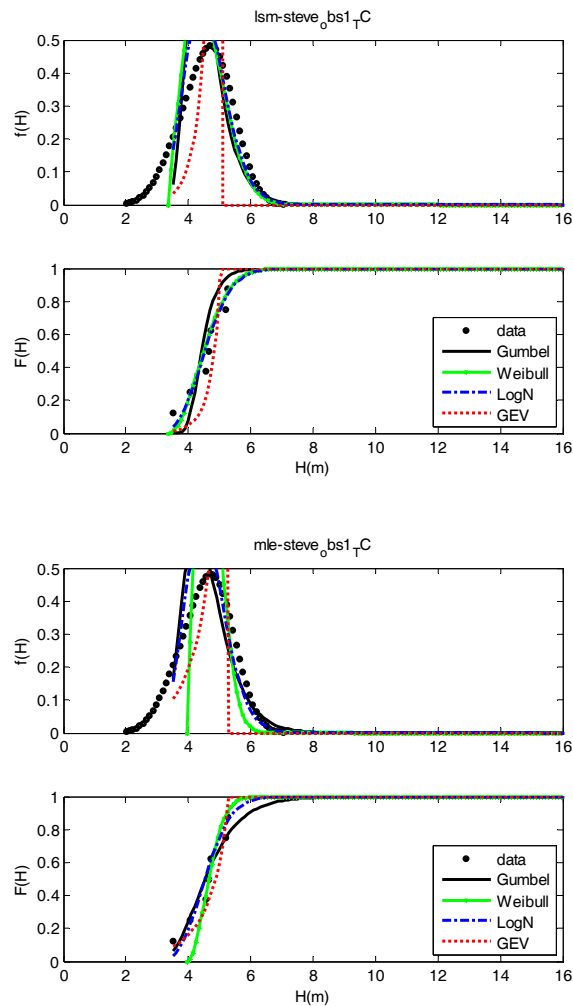 lsm-steve_obs1_TC
0.5
0.4
0.3
0.2
0.1
0
f(H)
0 2 4 6 8 10 12 14 16
1
0.8
0.6
0.4
0.2
0
F(H)
data
Gumbel
Weibull
LogN
GEV
0 2 4 6 8 10 12 14 16
H(m)
mle-steve_obs1_TC
0.5
0.4
0.3
0.2
0.1
0
f(H)
0 2 4 6 8 10 12 14 16
1
0.8
0.6
0.4
0.2
0
F(H)
data
Gumbel
Weibull
LogN
GEV
0 2 4 6 8 10 12 14 16
H(m)